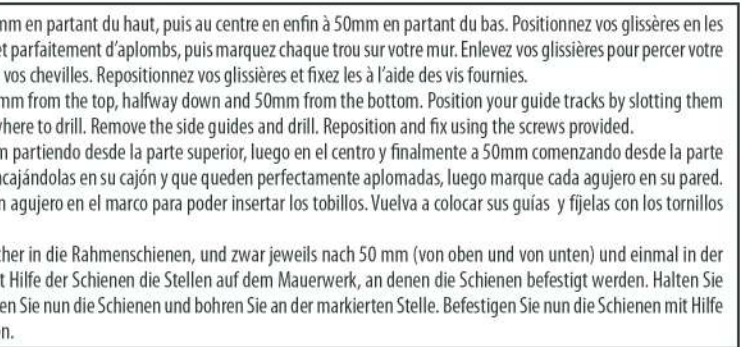 mm en partant du haut, puis au centre en enfin à 50mm en partant du bas. Positionnez vos glissères en les
et parfaitement d'aplombs, puis marquez chaque trou sur votre mur. Enlevez vos glissières pour percer votre
vos chevilles. Repositionnez vos glissières et fixez les à l'aide des vis fournies.
mm from the top, halfway down and 50mm from the bottom. Position your guide tracks by slotting them
where to drill. Remove the side guides and drill. Reposition and fix using the screws provided.
partiendo desde la parte superior, luego en el centro y finalmente a 50mm comenzando desde la parte
cajándolas en su cajón y que queden perfectamente aplomadas, luego marque cada agujero en su pared.
agujero en el marco para poder insertar los tobillos. Vuelva a colocar sus guías y fíjelas con los tornillos
cher in die Rahmenschienen, und zwar jeweils nach 50 mm (von oben und von unten) und einmal in der
t Hilfe der Schienen die Stellen auf dem Mauerwerk, an denen die Schienen befestigt werden. Halten Sie
en Sie nun die Schienen und bohren Sie an der markierten Stelle. Befestigen Sie nun die Schienen mit Hilfe
n.